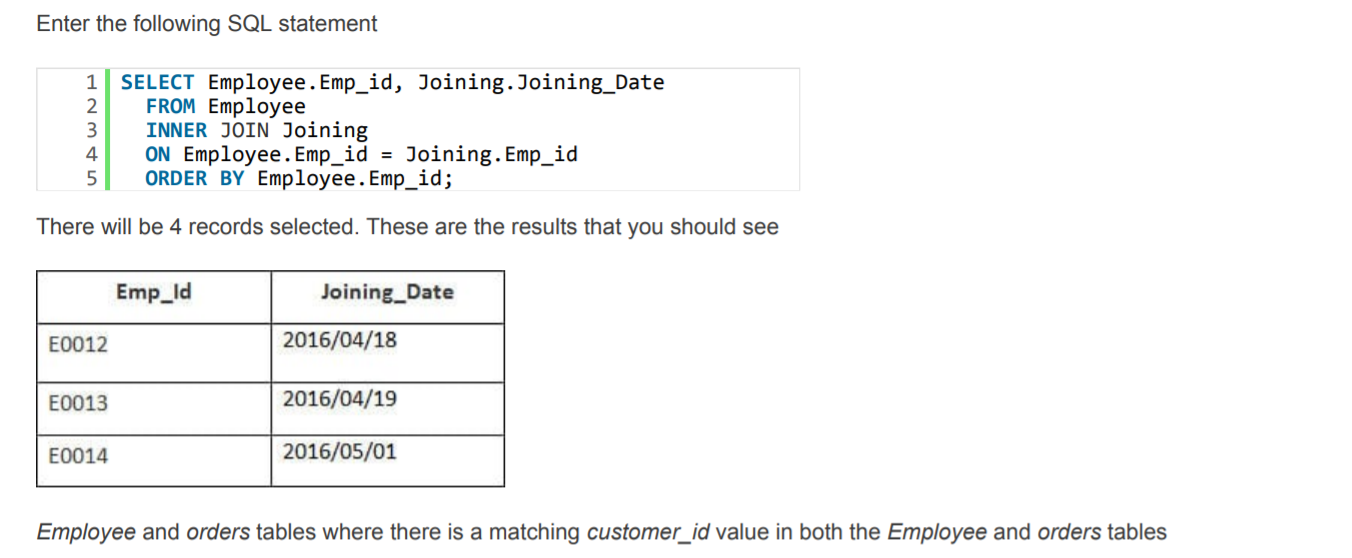 Enter the following SQL statement
1 SELECT Employee.Emp_id, Joining.Joining_Date
2 FROM Employee
3 INNER JOIN Joining
4 ON Employee.Emp_id = Joining.Emp_id
5 ORDER BY Employee.Emp_id;
There will be 4 records selected. These are the results that you should see
Emp_Id Joining_Date
E0012 2016/04/18
E0013 2016/04/19
E0014 2016/05/01
Employee and orders tables where there is a matching customer_id value in both the Employee and orders tables